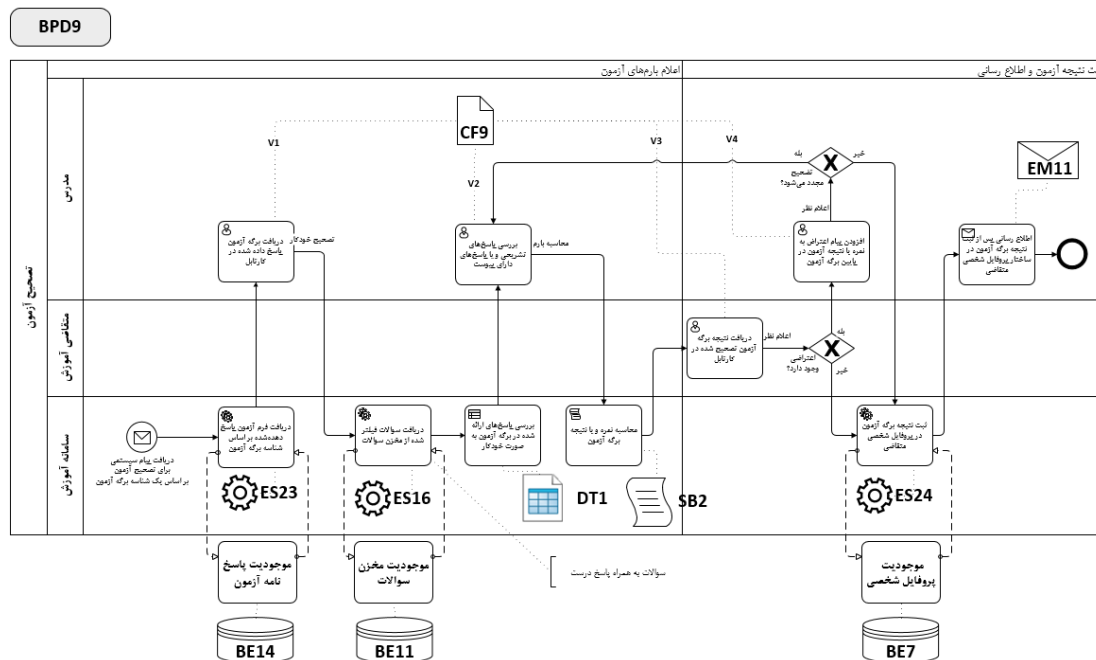 BPD9
اعلام بارم‌های آزمون
ت نتیجه آزمون و اطلاع رسانی
تصحیح آزمون
مدرس
متقاضی آموزش
سامانه آموزش
CF9
V1
V2
V3
V4
EM11
دریافت برگه آزمون
پاسخ داده شده در
کارتابل
تصحیح خودکار
بررسی پاسخ‌های
تشریحی و یا پاسخ‌های
دارای پیوست
محاسبه بارم
بله
خیر
تصحیح
مجدد می‌شود؟
اعلام نظر
افزودن پیام اعتراض به
نمره یا نتیجه آزمون در
پایین برگه آزمون
اطلاع رسانی پس از ثبت
نتیجه برگه آزمون در
ساختار پروفایل شخصی
متقاضی
دریافت نتیجه برگه
آزمون تصحیح شده در
کارتابل
اعلام نظر
بله
اعتراضی
وجود دارد؟
خیر
دریافت پیام سیستمی
برای تصحیح آزمون
بر اساس یک شناسه برگه آزمون
دریافت فرم آزمون پاسخ
دهده‌شده بر اساس
شناسه برگه آزمون
ES23
دریافت سوالات فیلتر
شده از مخزن سوالات
ES16
بررسی پاسخ‌های ارائه
شده در برگه آزمون به
صورت خودکار
DT1
محاسبه نمره و یا نتیجه
برگه آزمون
SB2
ثبت نتیجه برگه آزمون
در پروفایل شخصی
متقاضی
ES24
موجودیت پاسخ
نامه آزمون
BE14
موجودیت مخزن
سوالات
BE11
سوالات به همراه پاسخ درست
موجودیت
پروفایل شخصی
BE7